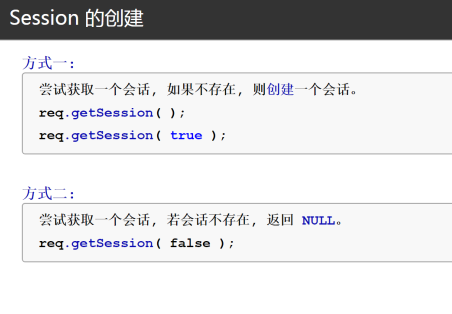 Session 的创建
方式一：
尝试获取一个会话, 如果不存在, 则创建一个会话。
req.getSession( );
req.getSession( true );
方式二：
尝试获取一个会话, 若会话不存在, 返回 NULL。
req.getSession( false );